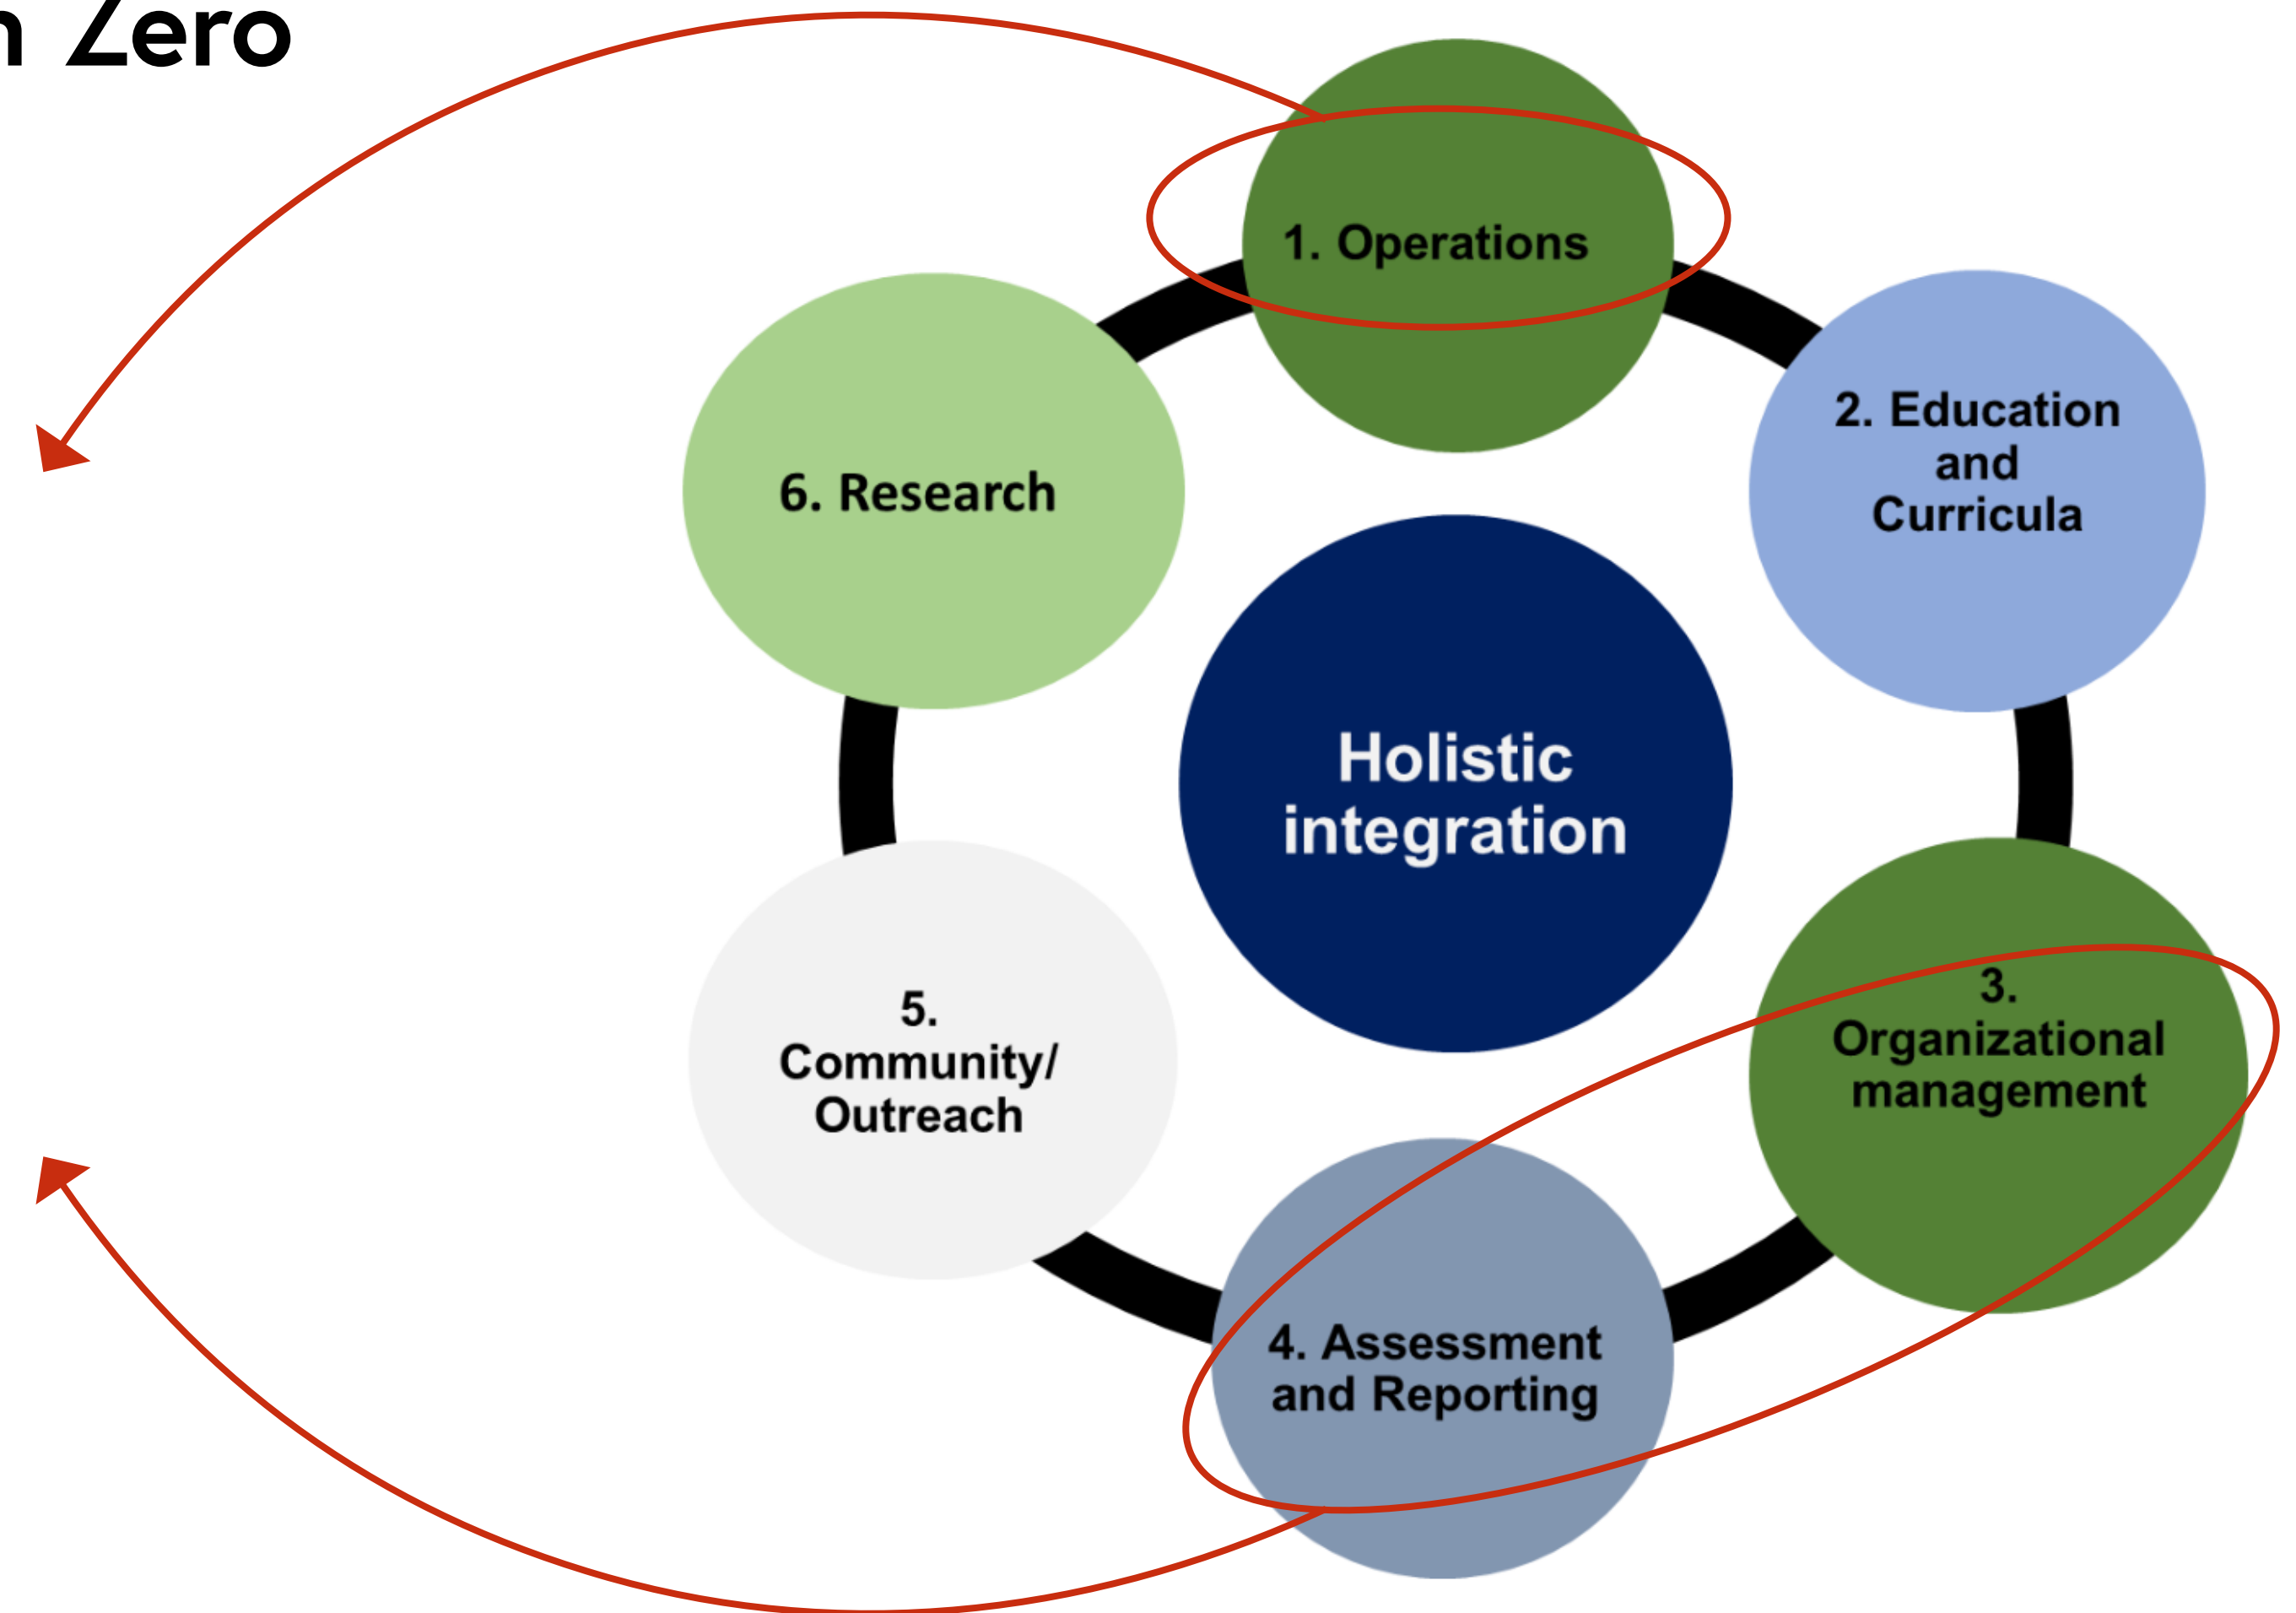 n Zero
1. Operations
2. Education
and
Curricula
3.
Organizational
management
4. Assessment
and Reporting
5.
Community/
Outreach
6. Research
Holistic
integration